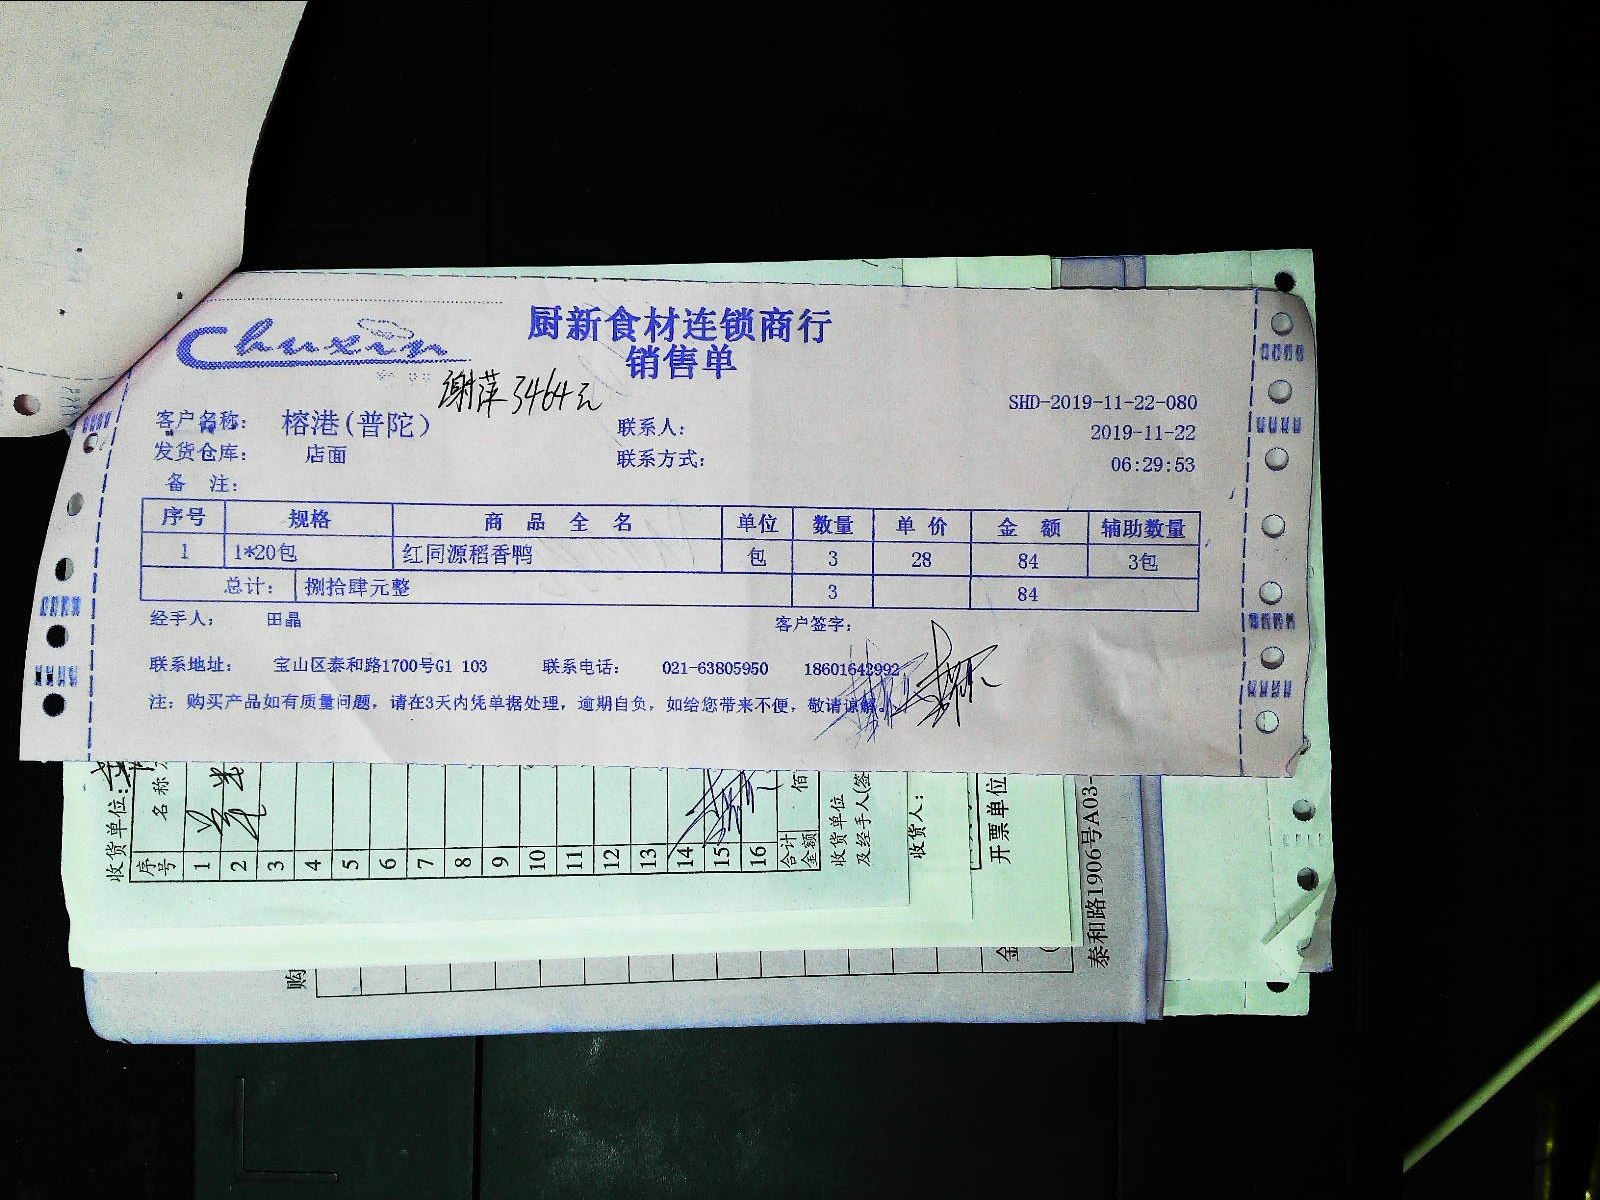 Chuxin
厨新食材连锁商行
销售单
谢萍3464元
SHD-2019-11-22-080
客户名称： 榕港(普陀) 联系人： 2019-11-22
发货仓库： 店面 联系方式： 06:29:53
备 注：
序号 规格 商 品 全 名 单位 数量 单 价 金 额 辅助数量
1 1*20包 红同源稻香鸭 包 3 28 84 3包
总计： 捌拾肆元整 3 84
经手人： 田晶 客户签字：
联系地址： 宝山区泰和路1700号G1 103 联系电话： 021-63805950 18601642992
注：购买产品如有质量问题，请在3天内凭单据处理，逾期自负，如给您带来不便，敬请谅解。
收货单位：
序号 名称
1
2
3
4
5
6
7
8
9
10
11
12
13
14
15
16
合计金额 佰
收货单位
及经手人(签
收货人：
开票单位
购
金
泰和路1906号A03-